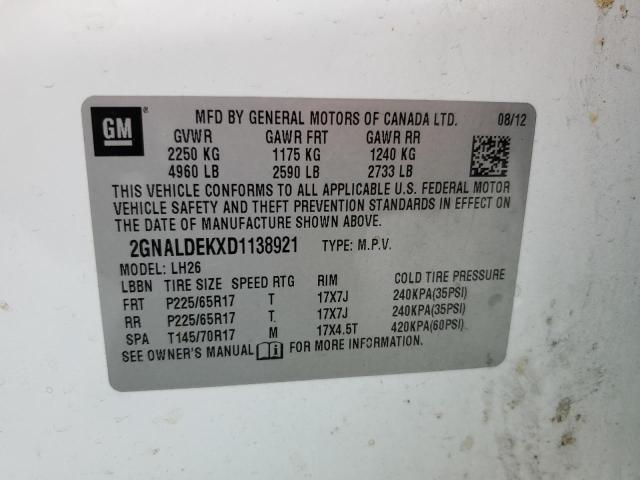 GM ®
MFD BY GENERAL MOTORS OF CANADA LTD. 08/12
GVWR GAWR FRT GAWR RR
2250 KG 1175 KG 1240 KG
4960 LB 2590 LB 2733 LB
THIS VEHICLE CONFORMS TO ALL APPLICABLE U.S. FEDERAL MOTOR
VEHICLE SAFETY AND THEFT PREVENTION STANDARDS IN EFFECT ON
THE DATE OF MANUFACTURE SHOWN ABOVE.
2GNALDEKXD1138921 TYPE: M.P.V.
MODEL: LH26
LBBN TIRE SIZE SPEED RTG RIM COLD TIRE PRESSURE
FRT P225/65R17 T 17X7J 240KPA(35PSI)
RR P225/65R17 T 17X7J 240KPA(35PSI)
SPA T145/70R17 M 17X4.5T 420KPA(60PSI)
SEE OWNER'S MANUAL FOR MORE INFORMATION.